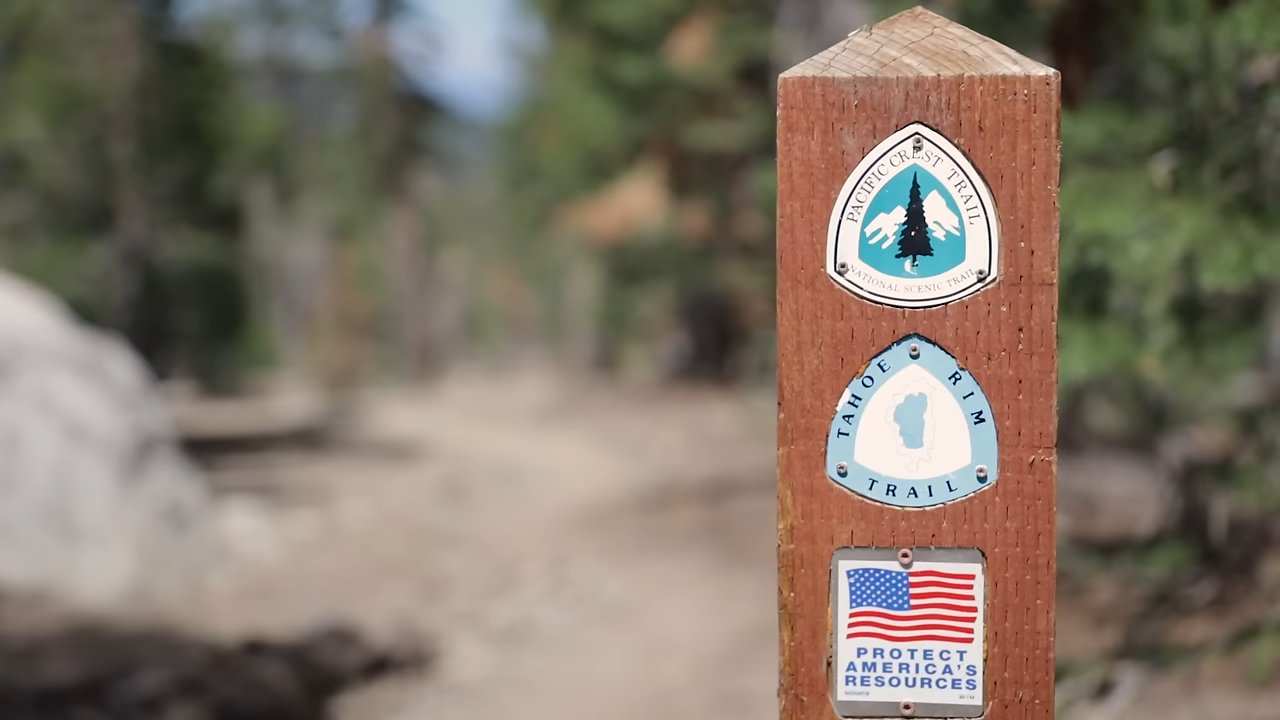 PACIFIC CREST TRAIL
NATIONAL SCENIC TRAIL
TAHOE RIM
TRAIL
PROTECT
AMERICA'S
RESOURCES